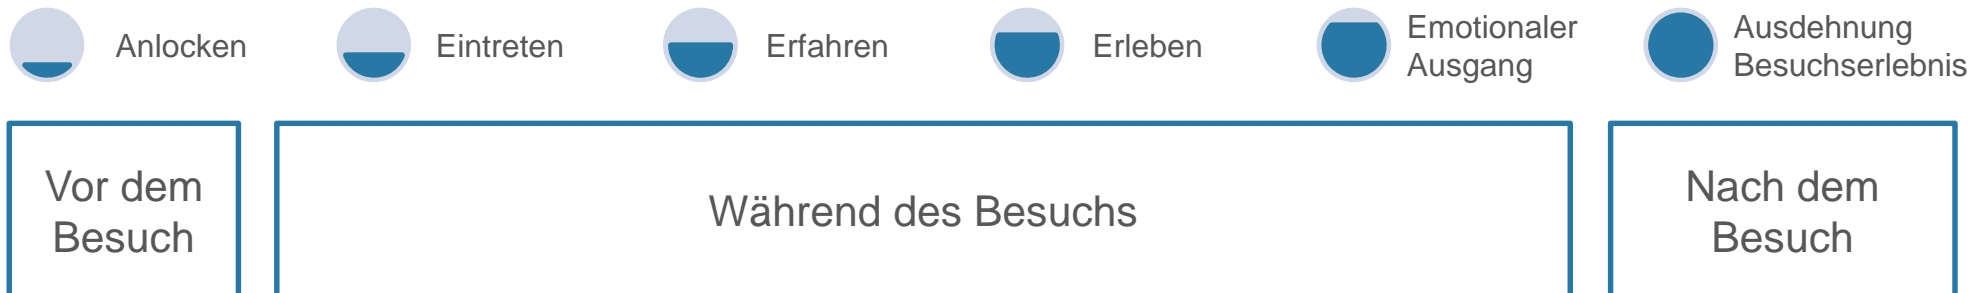 Anlocken
Eintreten
Erfahren
Erleben
Emotionaler
Ausgang
Ausdehnung
Besuchserlebnis
Vor dem
Besuch
Während des Besuchs
Nach dem
Besuch